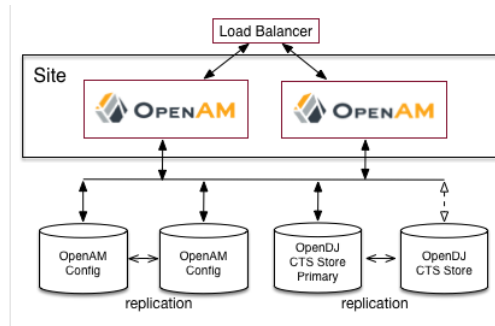 Load Balancer
Site
OPENAM
OPENAM
OpenAM
Config
OpenAM
Config
OpenDJ
CTS Store
Primary
OpenDJ
CTS Store
replication
replication